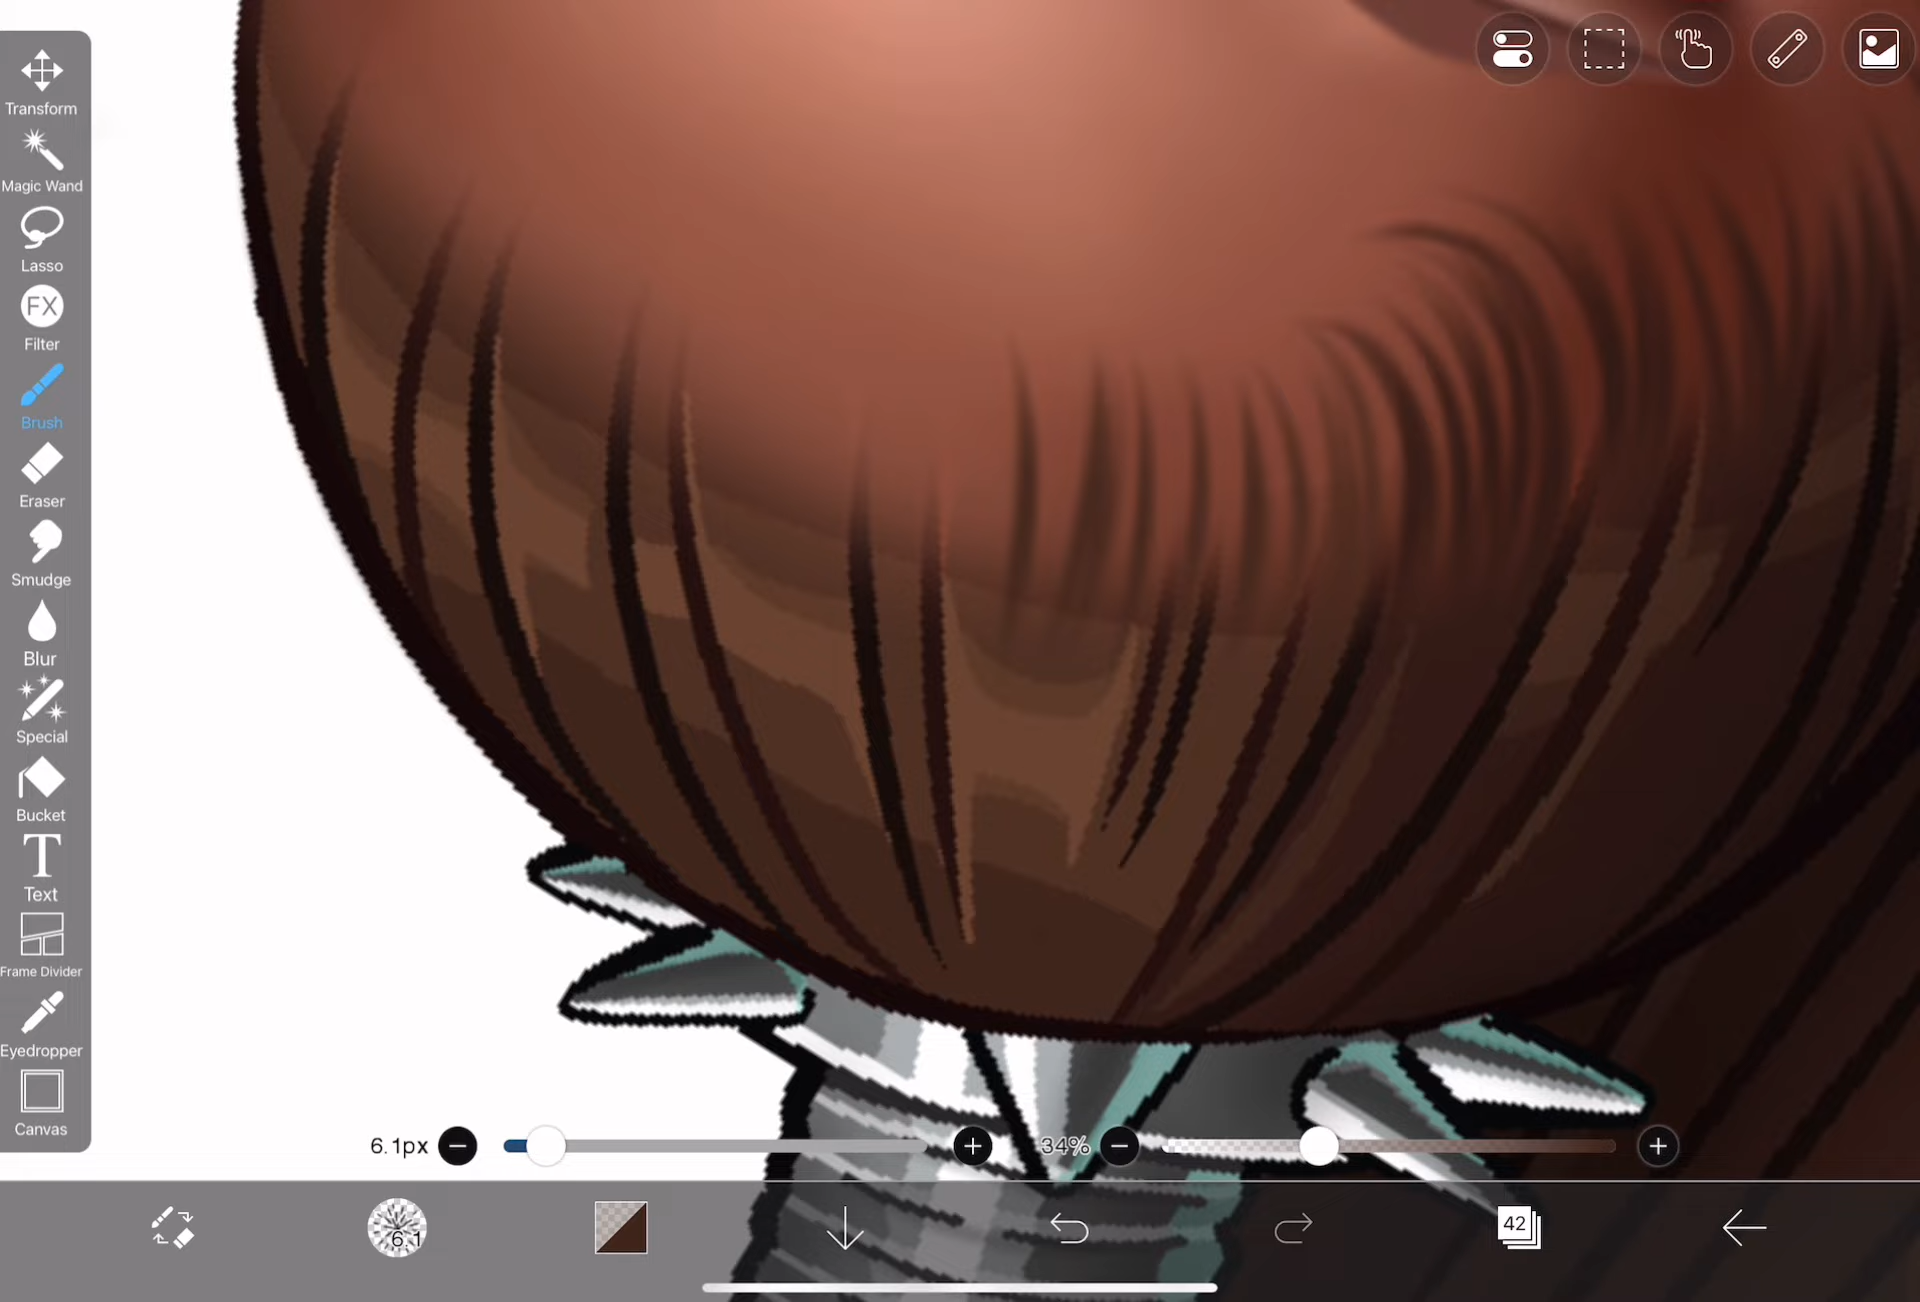 Transform
Magic Wand
Lasso
FX
Filter
Brush
Eraser
Smudge
Blur
Special
Bucket
T
Text
Frame Divider
Eyedropper
Canvas
6.1px
34%
6.1
42